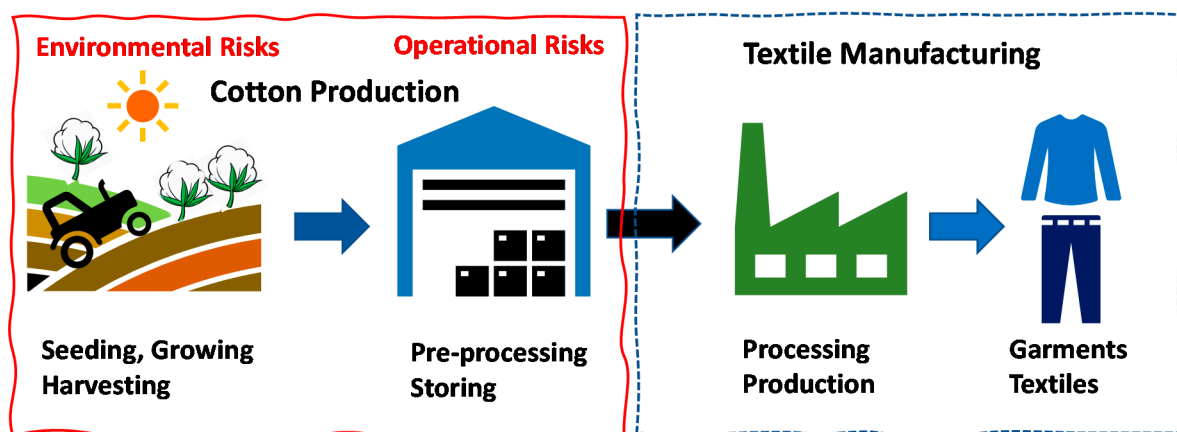 Environmental Risks
Operational Risks
Cotton Production
Textile Manufacturing
Seeding, Growing
Harvesting
Pre-processing
Storing
Processing
Production
Garments
Textiles